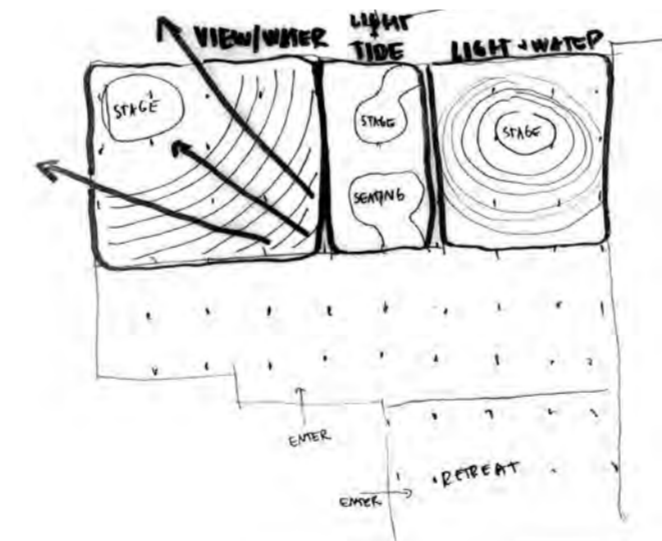 VIEW/WATER
LIGHT
TIDE
LIGHT + WATER
STAGE
STAGE
SEATING
STAGE
ENTER
RETREAT
ENTER